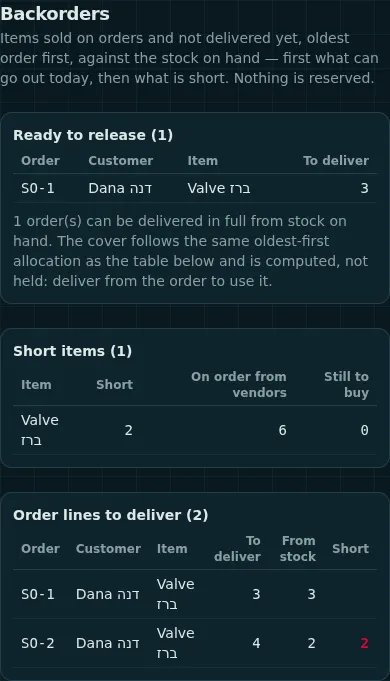 Backorders
Items sold on orders and not delivered yet, oldest
order first, against the stock on hand — first what can
go out today, then what is short. Nothing is reserved.
Ready to release (1)
Order Customer Item To deliver
SO-1 Dana דנה Valve ברז 3
1 order(s) can be delivered in full from stock on
hand. The cover follows the same oldest-first
allocation as the table below and is computed, not
held: deliver from the order to use it.
Short items (1)
Item Short On order from vendors Still to buy
Valve ברז 2 6 0
Order lines to deliver (2)
Order Customer Item To deliver From stock Short
SO-1 Dana דנה Valve ברז 3 3
SO-2 Dana דנה Valve ברז 4 2 2